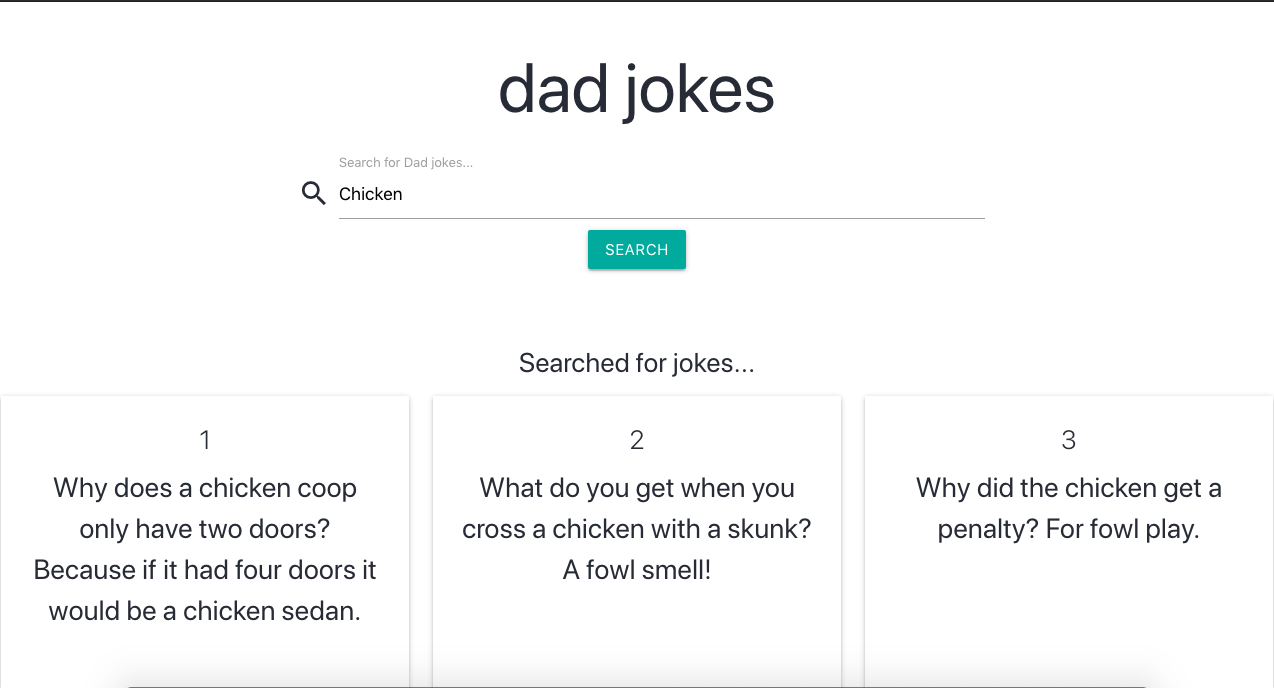 dad jokes
Search for Dad jokes...
Chicken
SEARCH
Searched for jokes...
1
Why does a chicken coop
only have two doors?
Because if it had four doors it
would be a chicken sedan.
2
What do you get when you
cross a chicken with a skunk?
A fowl smell!
3
Why did the chicken get a
penalty? For fowl play.